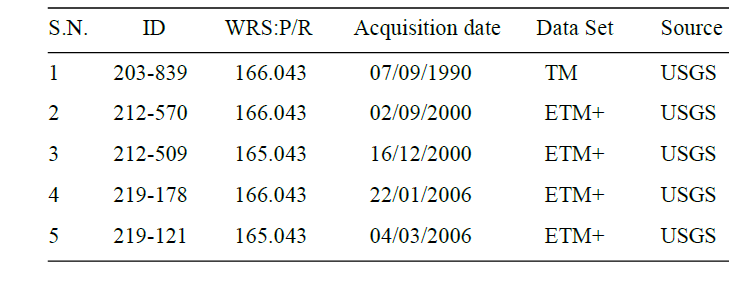 S.N. ID WRS:P/R Acquisition date Data Set Source
1 203-839 166.043 07/09/1990 TM USGS
2 212-570 166.043 02/09/2000 ETM+ USGS
3 212-509 165.043 16/12/2000 ETM+ USGS
4 219-178 166.043 22/01/2006 ETM+ USGS
5 219-121 165.043 04/03/2006 ETM+ USGS